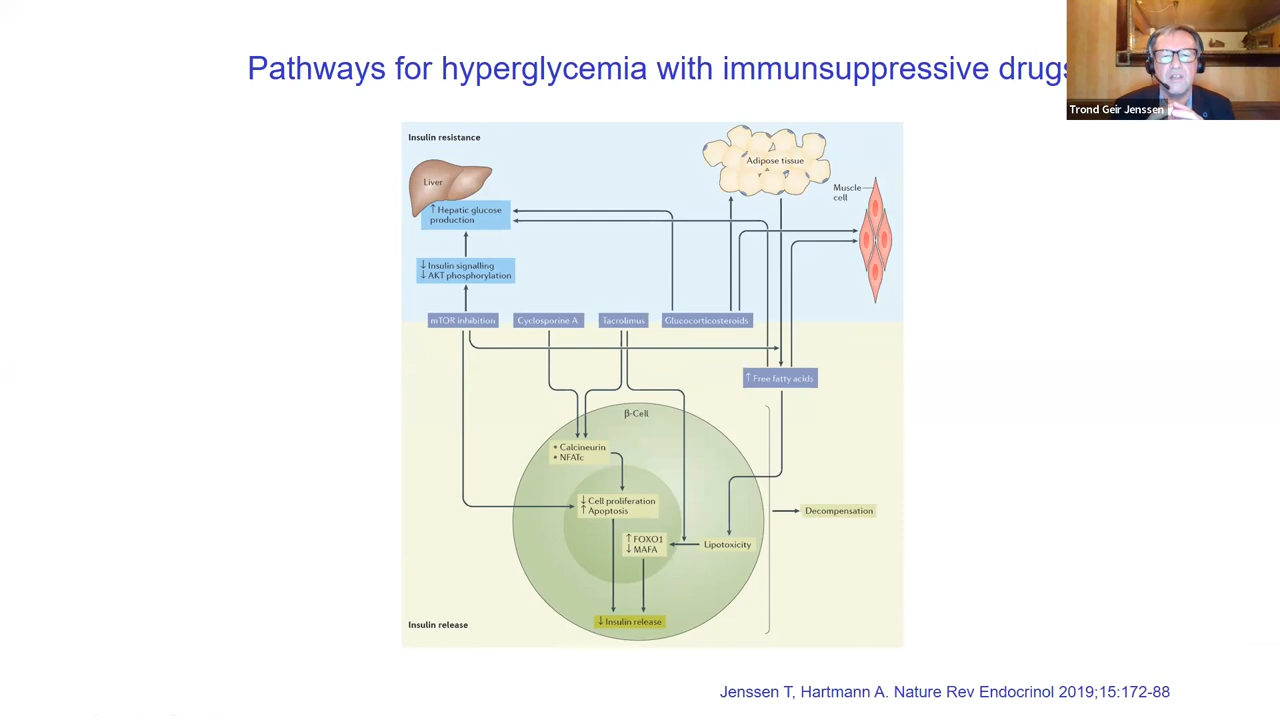 Pathways for hyperglycemia with immunsuppressive drugs
Trond Geir Jenssen
Insulin resistance
Adipose tissue
Liver
Muscle
cell
↑ Hepatic glucose
production
↓ Insulin signalling
↓ AKT phosphorylation
mTOR inhibition
Cyclosporine A
Tacrolimus
Glucocorticosteroids
↑ Free fatty acids
β-Cell
* Calcineurin
* NFATc
↓ Cell proliferation
↑ Apoptosis
Decompensation
↑ FOXO1
↓ MAFA
Lipotoxicity
↓ Insulin release
Insulin release
Jenssen T, Hartmann A. Nature Rev Endocrinol 2019;15:172-88